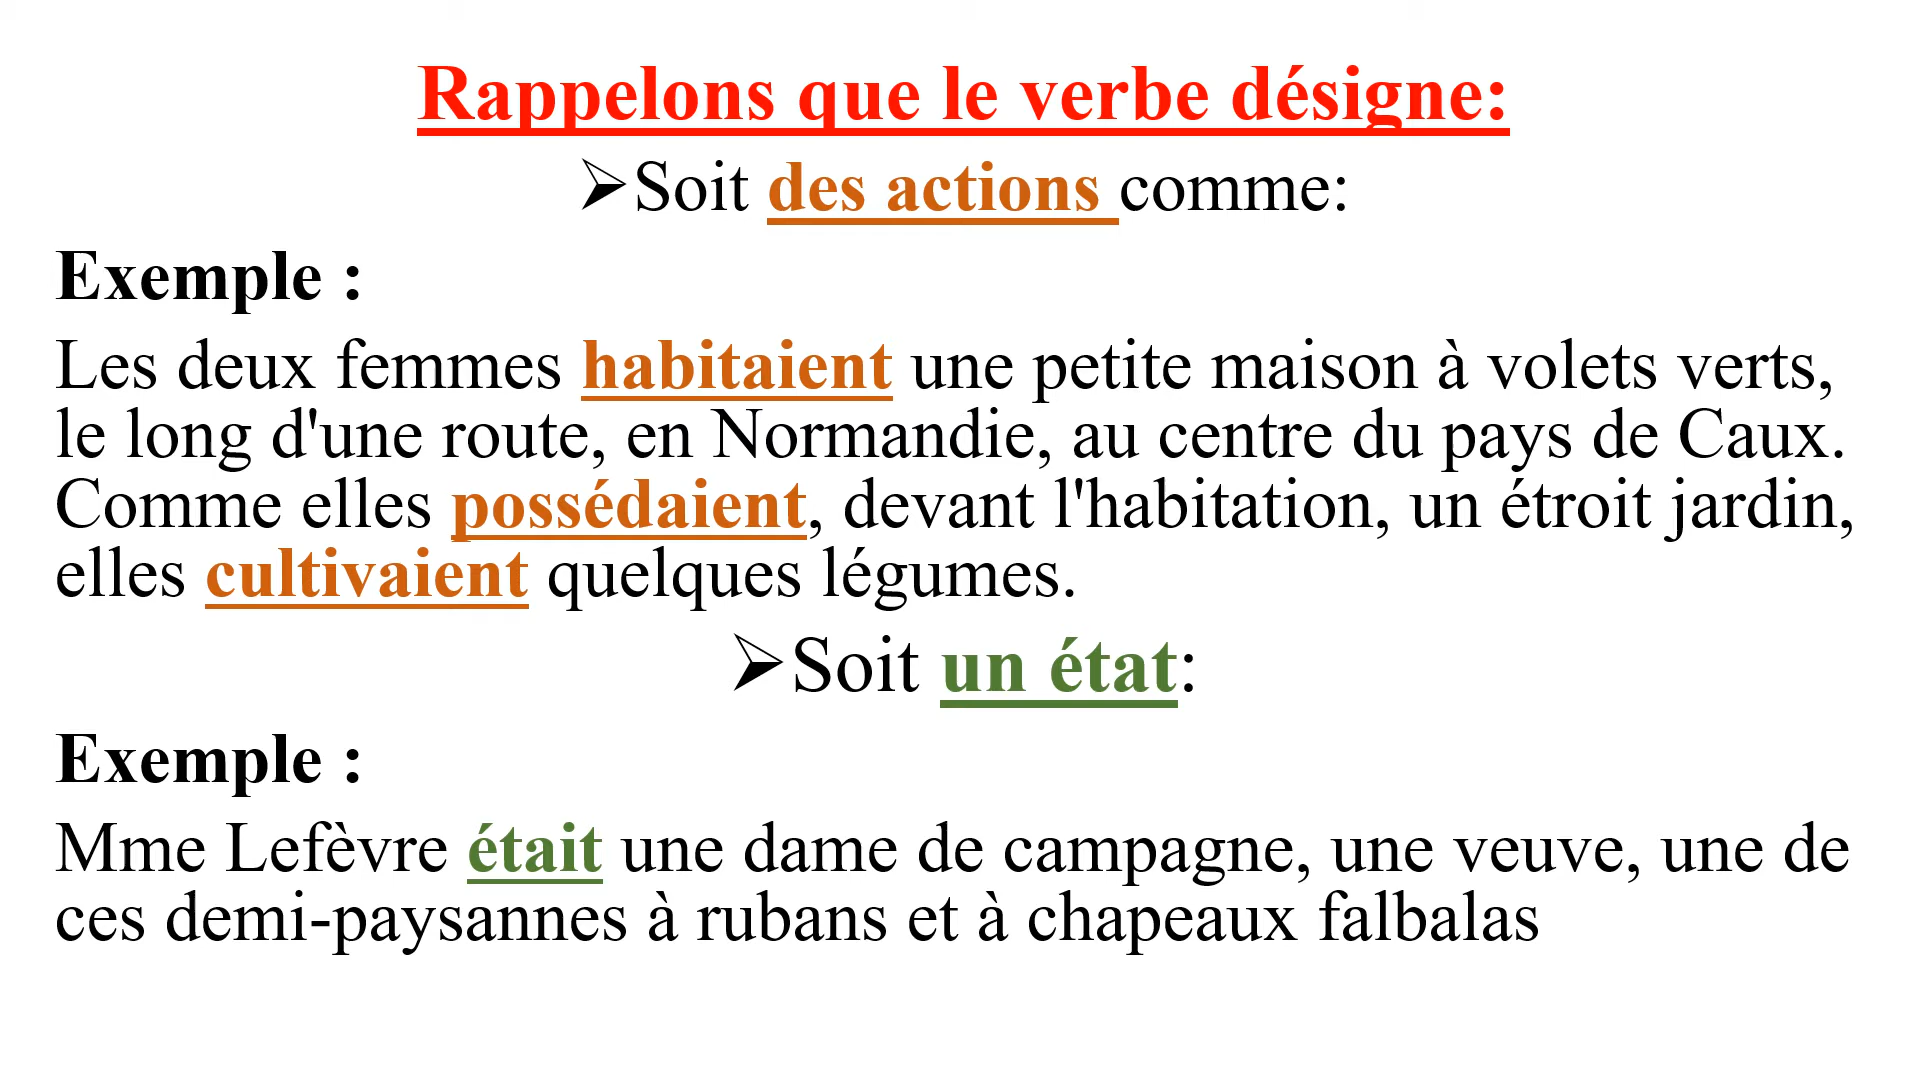 Rappelons que le verbe désigne:
➢Soit des actions comme:
Exemple :
Les deux femmes habitaient une petite maison à volets verts,
le long d'une route, en Normandie, au centre du pays de Caux.
Comme elles possédaient, devant l'habitation, un étroit jardin,
elles cultivaient quelques légumes.
➢Soit un état:
Exemple :
Mme Lefèvre était une dame de campagne, une veuve, une de
ces demi-paysannes à rubans et à chapeaux falbalas